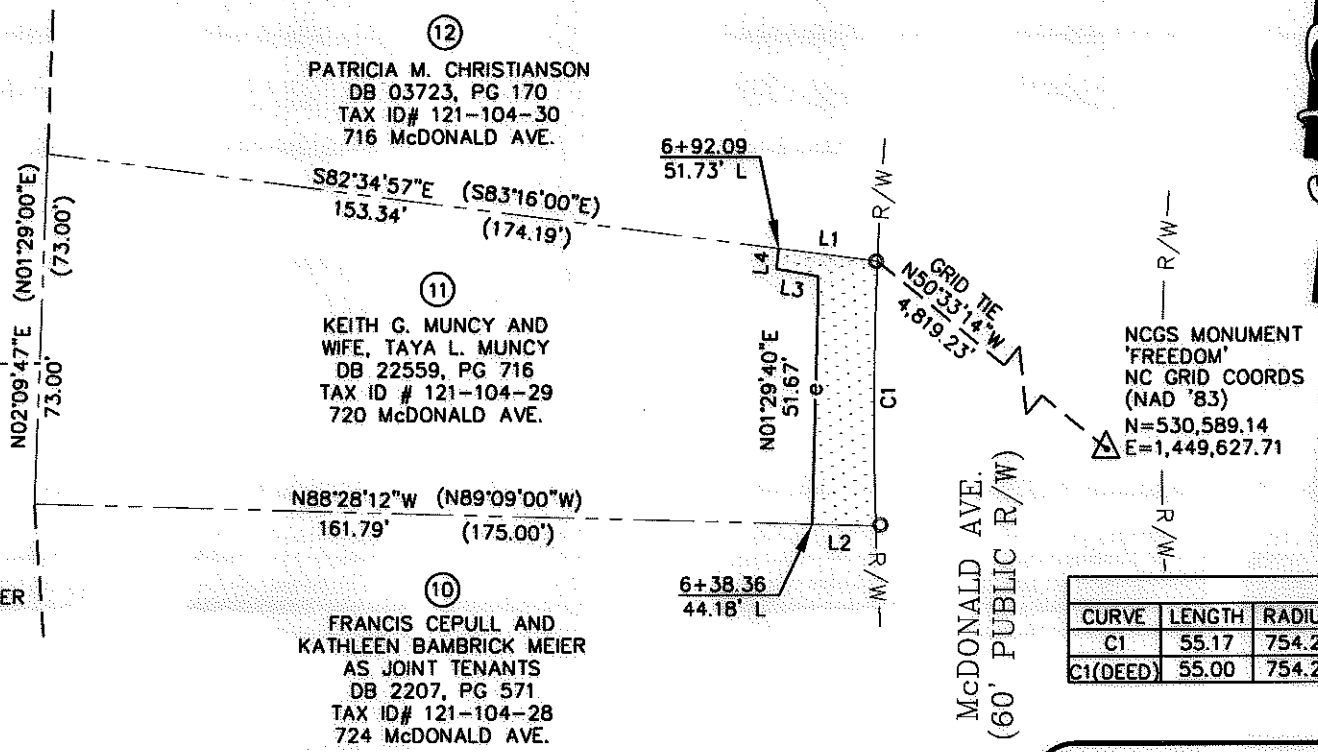 12
PATRICIA M. CHRISTIANSON
DB 03723, PG 170
TAX ID# 121-104-30
716 McDONALD AVE.
6+92.09
51.73' L
R/W
R/W
S82°34'57"E (S83°16'00"E)
153.34' (174.19')
L1
L4
L3
GRID TIE
N50°33'14"W
4,819.23'
N02°09'47"E (N01°29'00"E)
73.00' (73.00')
11
KEITH G. MUNCY AND
WIFE, TAYA L. MUNCY
DB 22559, PG 716
TAX ID # 121-104-29
720 McDONALD AVE.
N01°29'40"E
51.67'
e
C1
NCGS MONUMENT
'FREEDOM'
NC GRID COORDS
(NAD '83)
N=530,589.14
E=1,449,627.71
N88°28'12"W (N89°09'00"W)
161.79' (175.00')
L2
R/W
R/W
6+38.36
44.18' L
McDONALD AVE.
(60' PUBLIC R/W)
ER
10
FRANCIS CEPULL AND
KATHLEEN BAMBRICK MEIER
AS JOINT TENANTS
DB 2207, PG 571
TAX ID# 121-104-28
724 McDONALD AVE.
CURVE LENGTH RADIU
C1 55.17 754.2
C1(DEED) 55.00 754.2